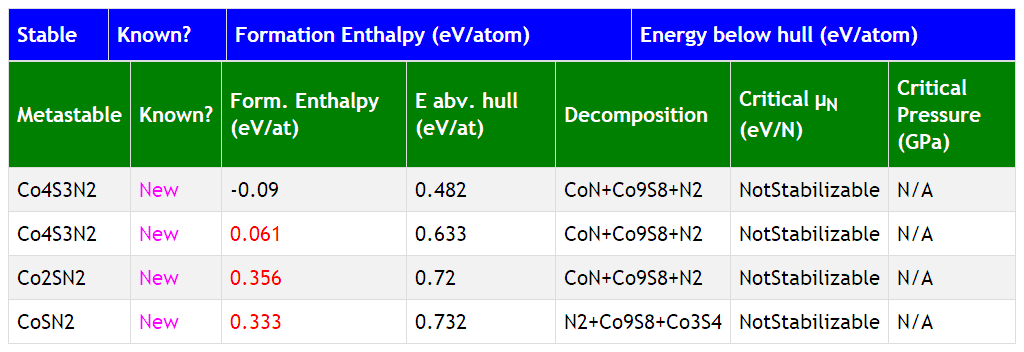 Stable Known? Formation Enthalpy (eV/atom) Energy below hull (eV/atom)
Metastable Known? Form. Enthalpy (eV/at) E abv. hull (eV/at) Decomposition Critical μN (eV/N) Critical Pressure (GPa)
Co4S3N2 New -0.09 0.482 CoN+Co9S8+N2 NotStabilizable N/A
Co4S3N2 New 0.061 0.633 CoN+Co9S8+N2 NotStabilizable N/A
Co2SN2 New 0.356 0.72 CoN+Co9S8+N2 NotStabilizable N/A
CoSN2 New 0.333 0.732 N2+Co9S8+Co3S4 NotStabilizable N/A